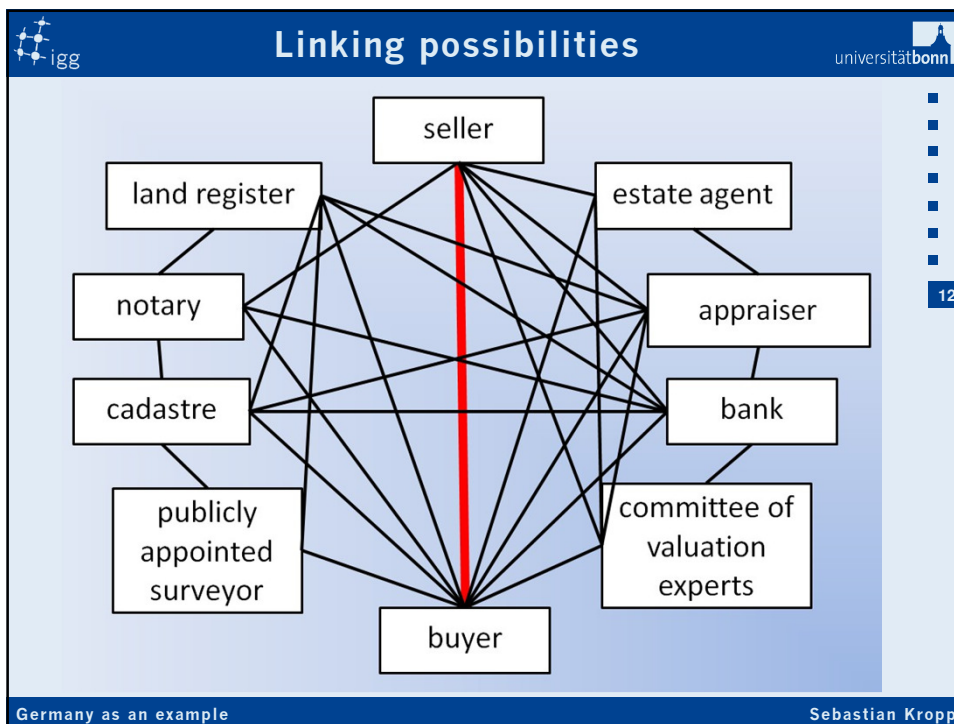 igg
Linking possibilities
universitätbonn
seller
land register
estate agent
notary
appraiser
12
cadastre
bank
publicly
appointed
surveyor
committee of
valuation
experts
buyer
Germany as an example
Sebastian Kropp